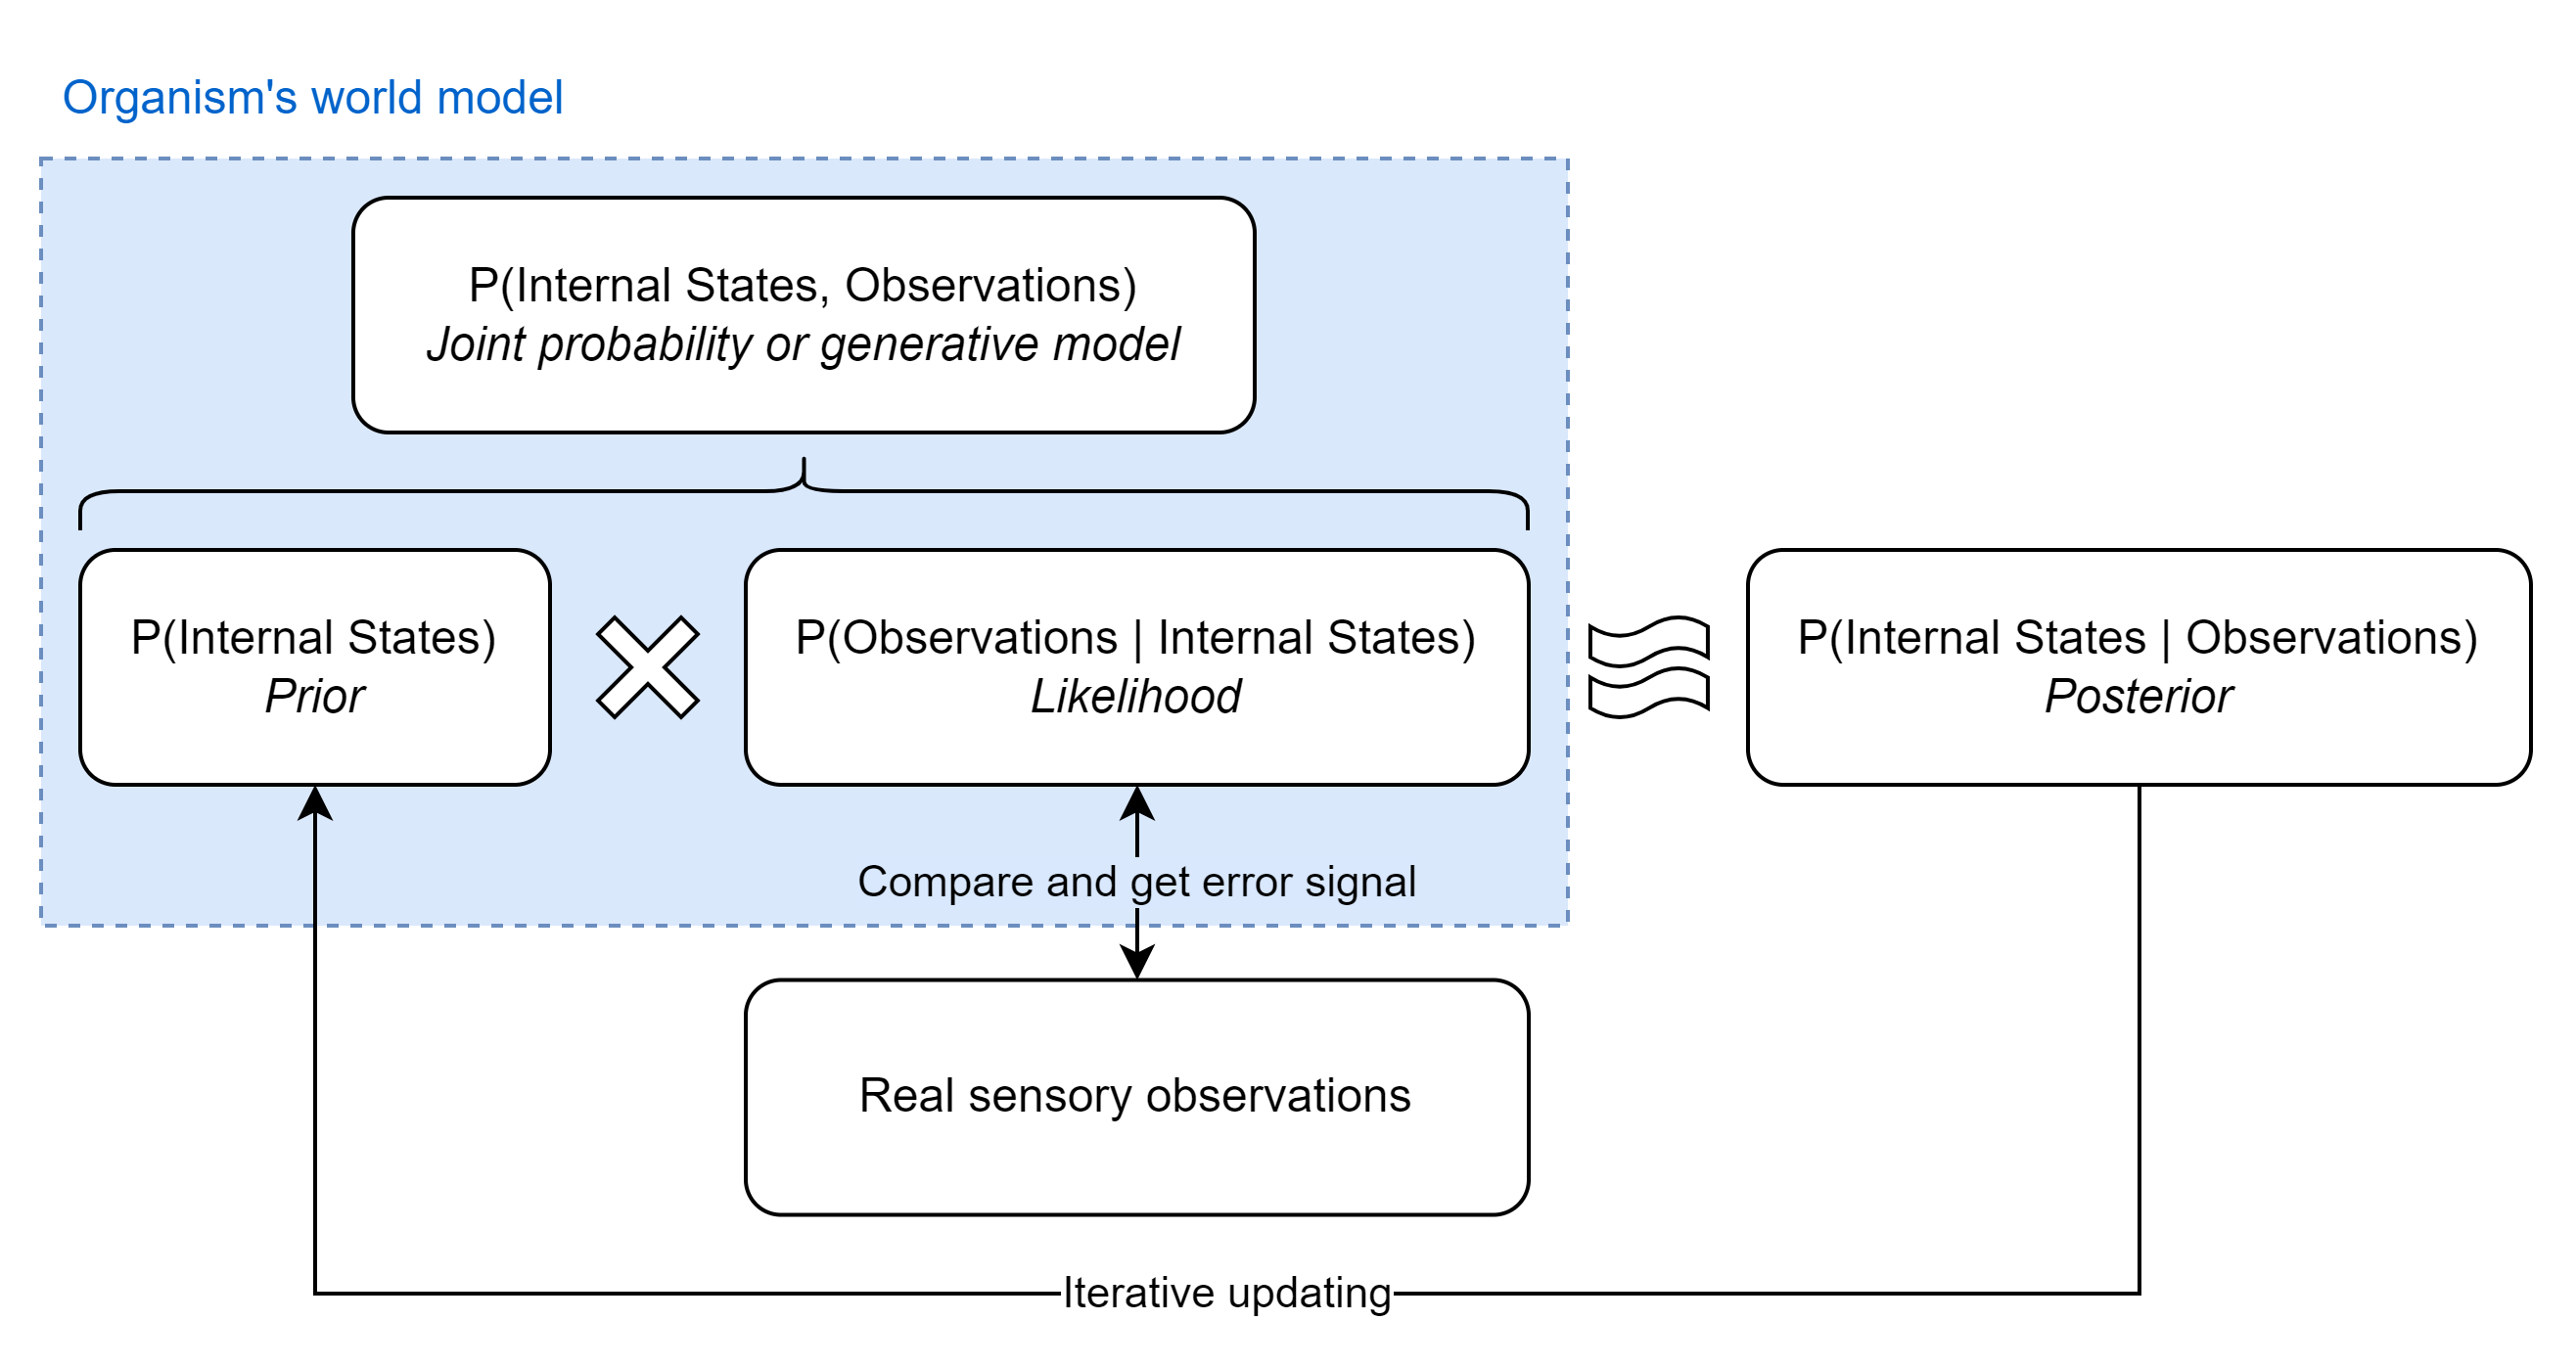 Organism's world model
P(Internal States, Observations)
Joint probability or generative model
P(Internal States)
Prior
P(Observations | Internal States)
Likelihood
P(Internal States | Observations)
Posterior
Compare and get error signal
Real sensory observations
Iterative updating